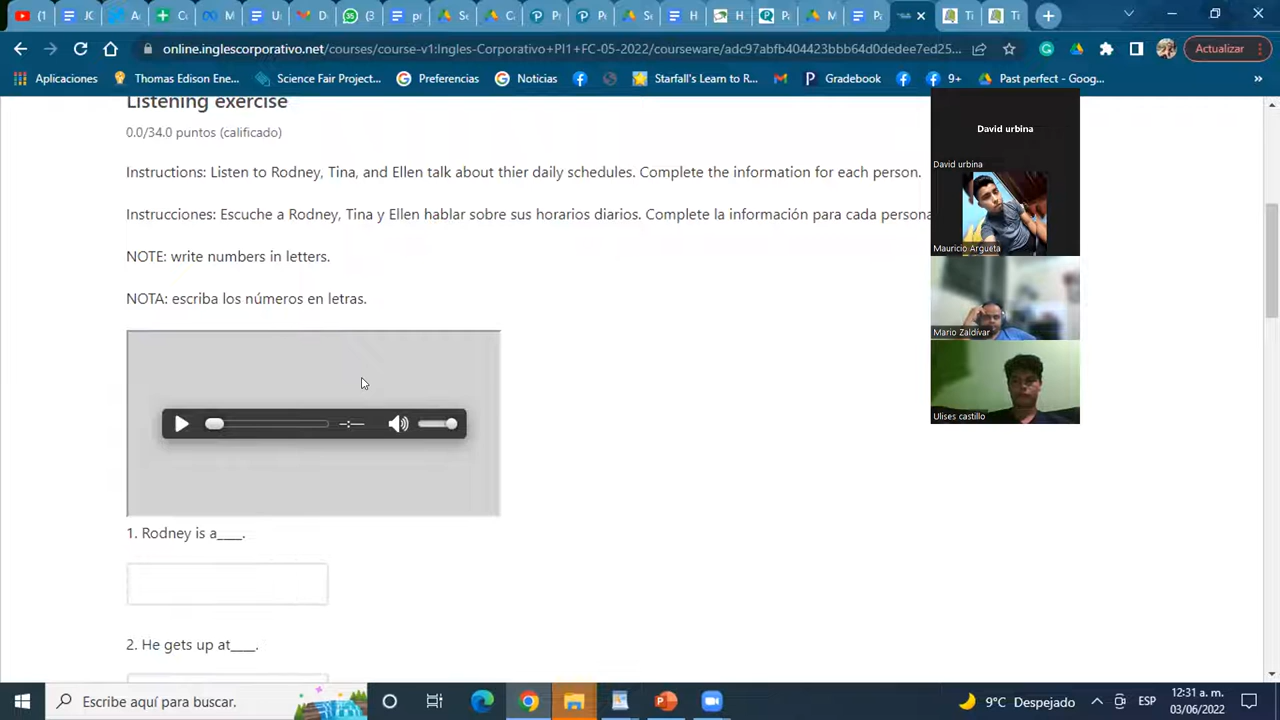 online.inglescorporativo.net/courses/course-v1:Ingles-Corporativo+PI1+FC-05-2022/courseware/adc97abfb404423bbb64d0dedee7ed25...
Actualizar
Aplicaciones
Thomas Edison Ene...
Science Fair Project...
Preferencias
Noticias
Starfall's Learn to R...
Gradebook
9+
Past perfect - Goog...
»
Listening exercise
0.0/34.0 puntos (calificado)
Instructions: Listen to Rodney, Tina, and Ellen talk about thier daily schedules. Complete the information for each person.
Instrucciones: Escuche a Rodney, Tina y Ellen hablar sobre sus horarios diarios. Complete la información para cada persona
NOTE: write numbers in letters.
NOTA: escriba los números en letras.
-:--
1. Rodney is a____.
2. He gets up at____.
David urbina
David urbina
Mauricio Argueta
Mario Zaldívar
Ulises castillo
Escribe aquí para buscar.
9°C Despejado
ESP
12:31 a. m.
03/06/2022